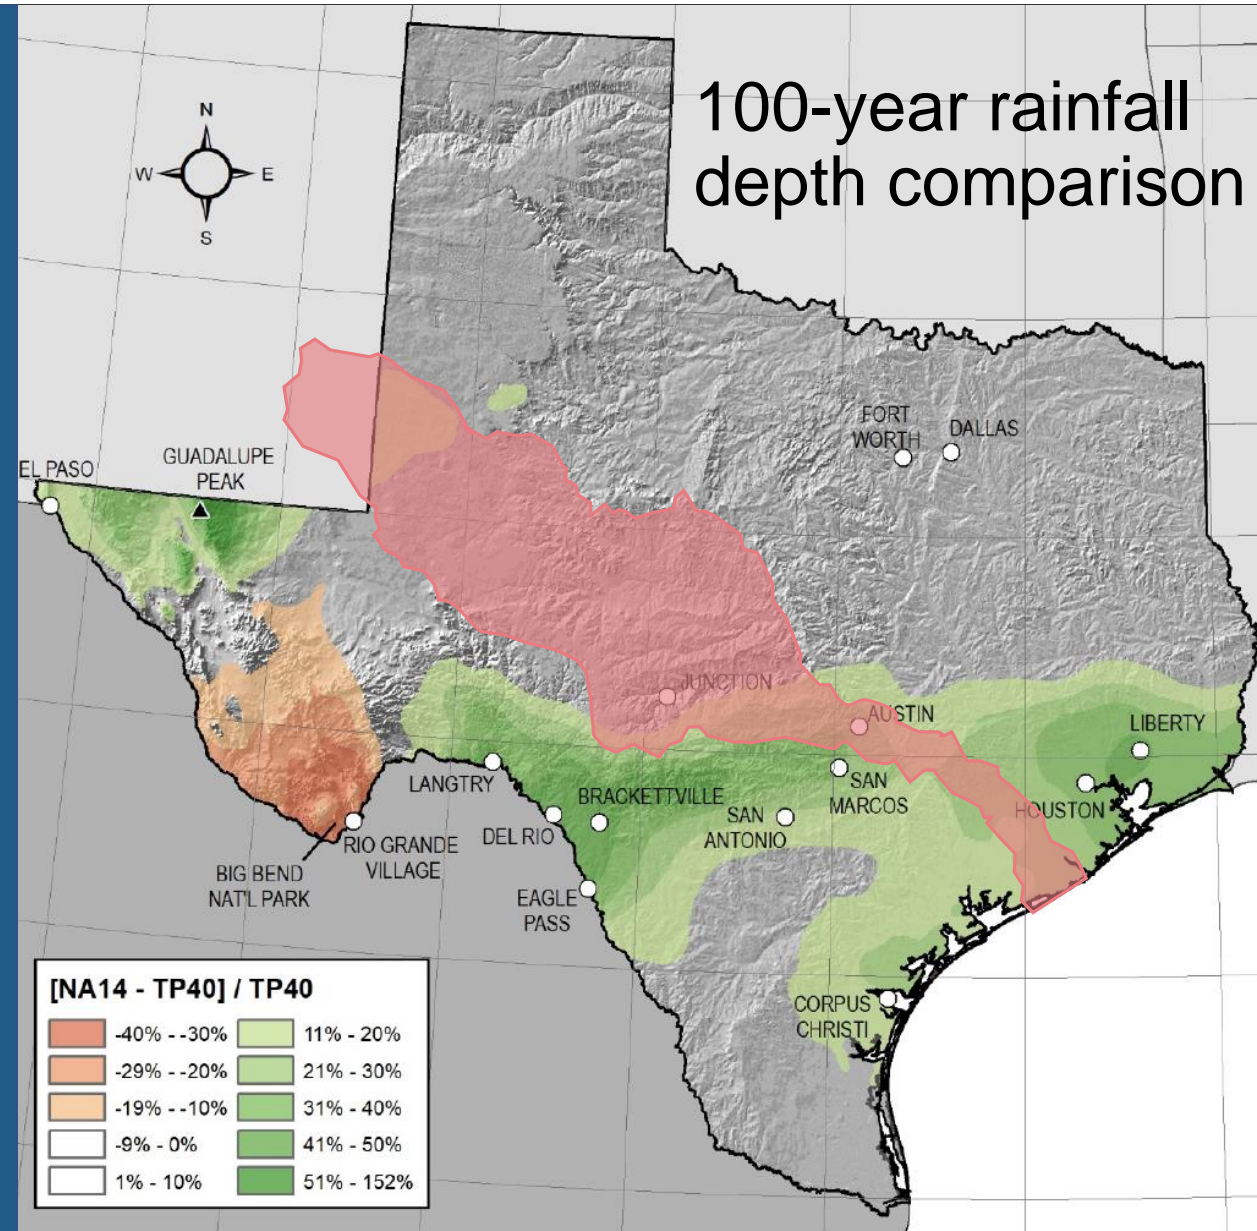 100-year rainfall
depth comparison
N
W
E
S
FORT
WORTH
DALLAS
EL PASO
GUADALUPE
PEAK
JUNCTION
AUSTIN
LIBERTY
LANGTRY
BRACKETTVILLE
SAN
MARCOS
HOUSTON
DEL RIO
SAN
ANTONIO
RIO GRANDE
VILLAGE
BIG BEND
NAT'L PARK
EAGLE
PASS
CORPUS
CHRISTI
[NA14 - TP40] / TP40
-40% - -30%
11% - 20%
-29% - -20%
21% - 30%
-19% - -10%
31% - 40%
-9% - 0%
41% - 50%
1% - 10%
51% - 152%